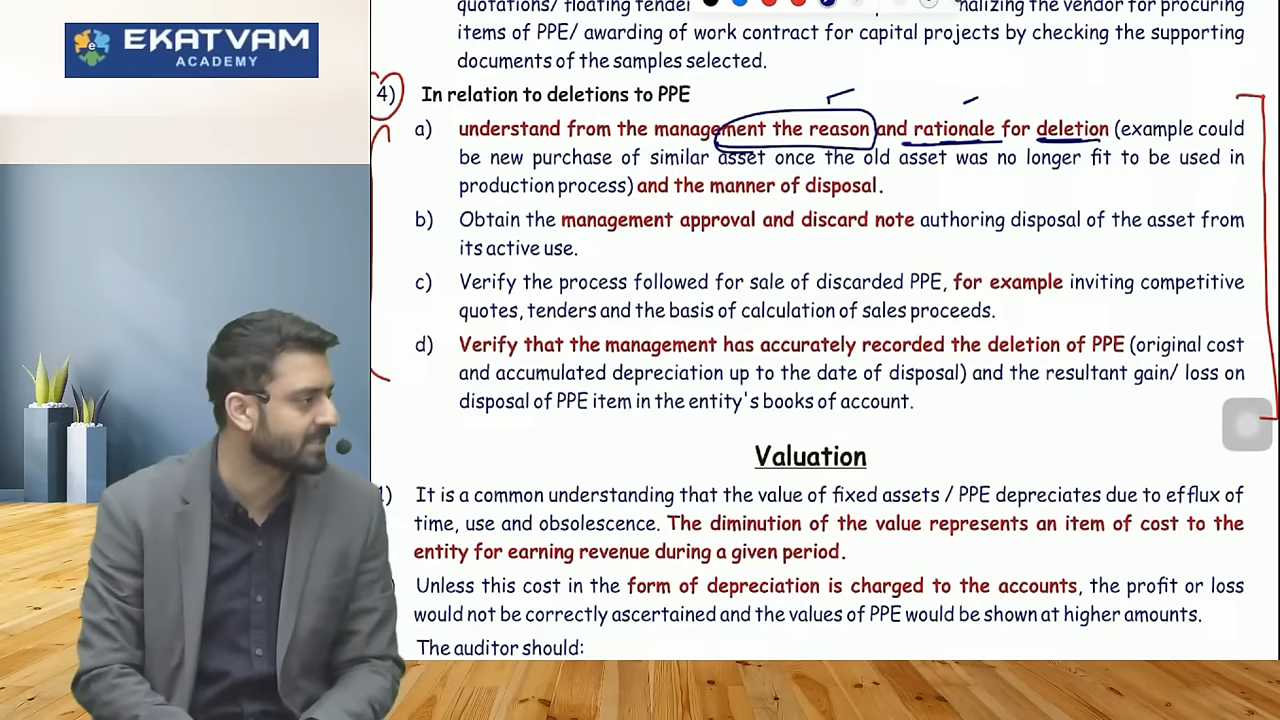 quotations/ floating tender nalizing the vendor for procuring
items of PPE/ awarding of work contract for capital projects by checking the supporting
documents of the samples selected.
EKATVAM
ACADEMY
4) In relation to deletions to PPE
a) understand from the management the reason and rationale for deletion (example could
be new purchase of similar asset once the old asset was no longer fit to be used in
production process) and the manner of disposal.
b) Obtain the management approval and discard note authoring disposal of the asset from
its active use.
c) Verify the process followed for sale of discarded PPE, for example inviting competitive
quotes, tenders and the basis of calculation of sales proceeds.
d) Verify that the management has accurately recorded the deletion of PPE (original cost
and accumulated depreciation up to the date of disposal) and the resultant gain/ loss on
disposal of PPE item in the entity's books of account.
Valuation
1) It is a common understanding that the value of fixed assets / PPE depreciates due to efflux of
time, use and obsolescence. The diminution of the value represents an item of cost to the
entity for earning revenue during a given period.
Unless this cost in the form of depreciation is charged to the accounts, the profit or loss
would not be correctly ascertained and the values of PPE would be shown at higher amounts.
The auditor should: